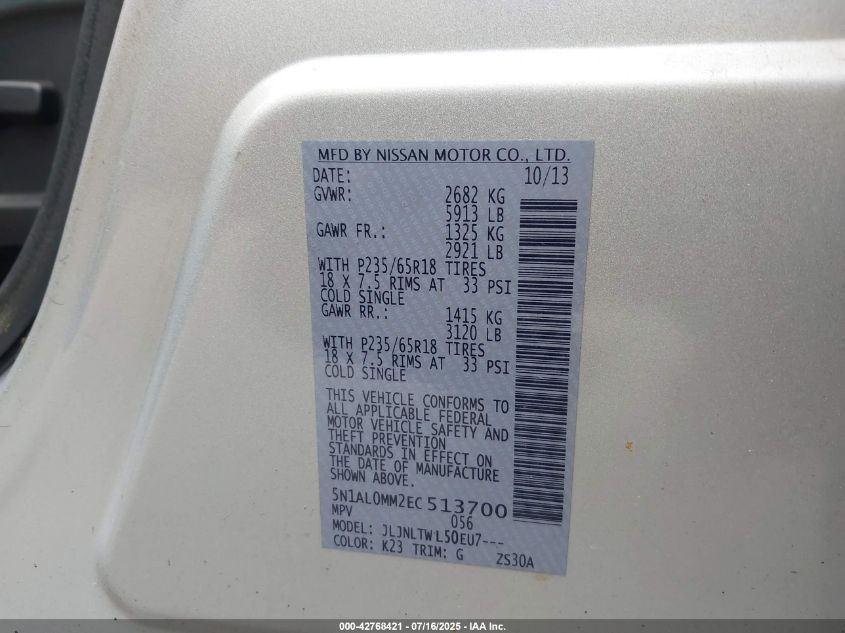 MFD BY NISSAN MOTOR CO., LTD.
DATE: 10/13
GVWR: 2682 KG
5913 LB
GAWR FR.: 1325 KG
2921 LB
WITH P235/65R18 TIRES
18 X 7.5 RIMS AT 33 PSI
COLD SINGLE
GAWR RR.: 1415 KG
3120 LB
WITH P235/65R18 TIRES
18 X 7.5 RIMS AT 33 PSI
COLD SINGLE
THIS VEHICLE CONFORMS TO
ALL APPLICABLE FEDERAL
MOTOR VEHICLE SAFETY AND
THEFT PREVENTION
STANDARDS IN EFFECT ON
THE DATE OF MANUFACTURE
SHOWN ABOVE.
5N1AL0MM2EC 513700
MPV 056
MODEL: JLJNLTWL50EU7---
COLOR: K23 TRIM: G ZS30A
000-42768421 - 07/16/2025 - IAA Inc.